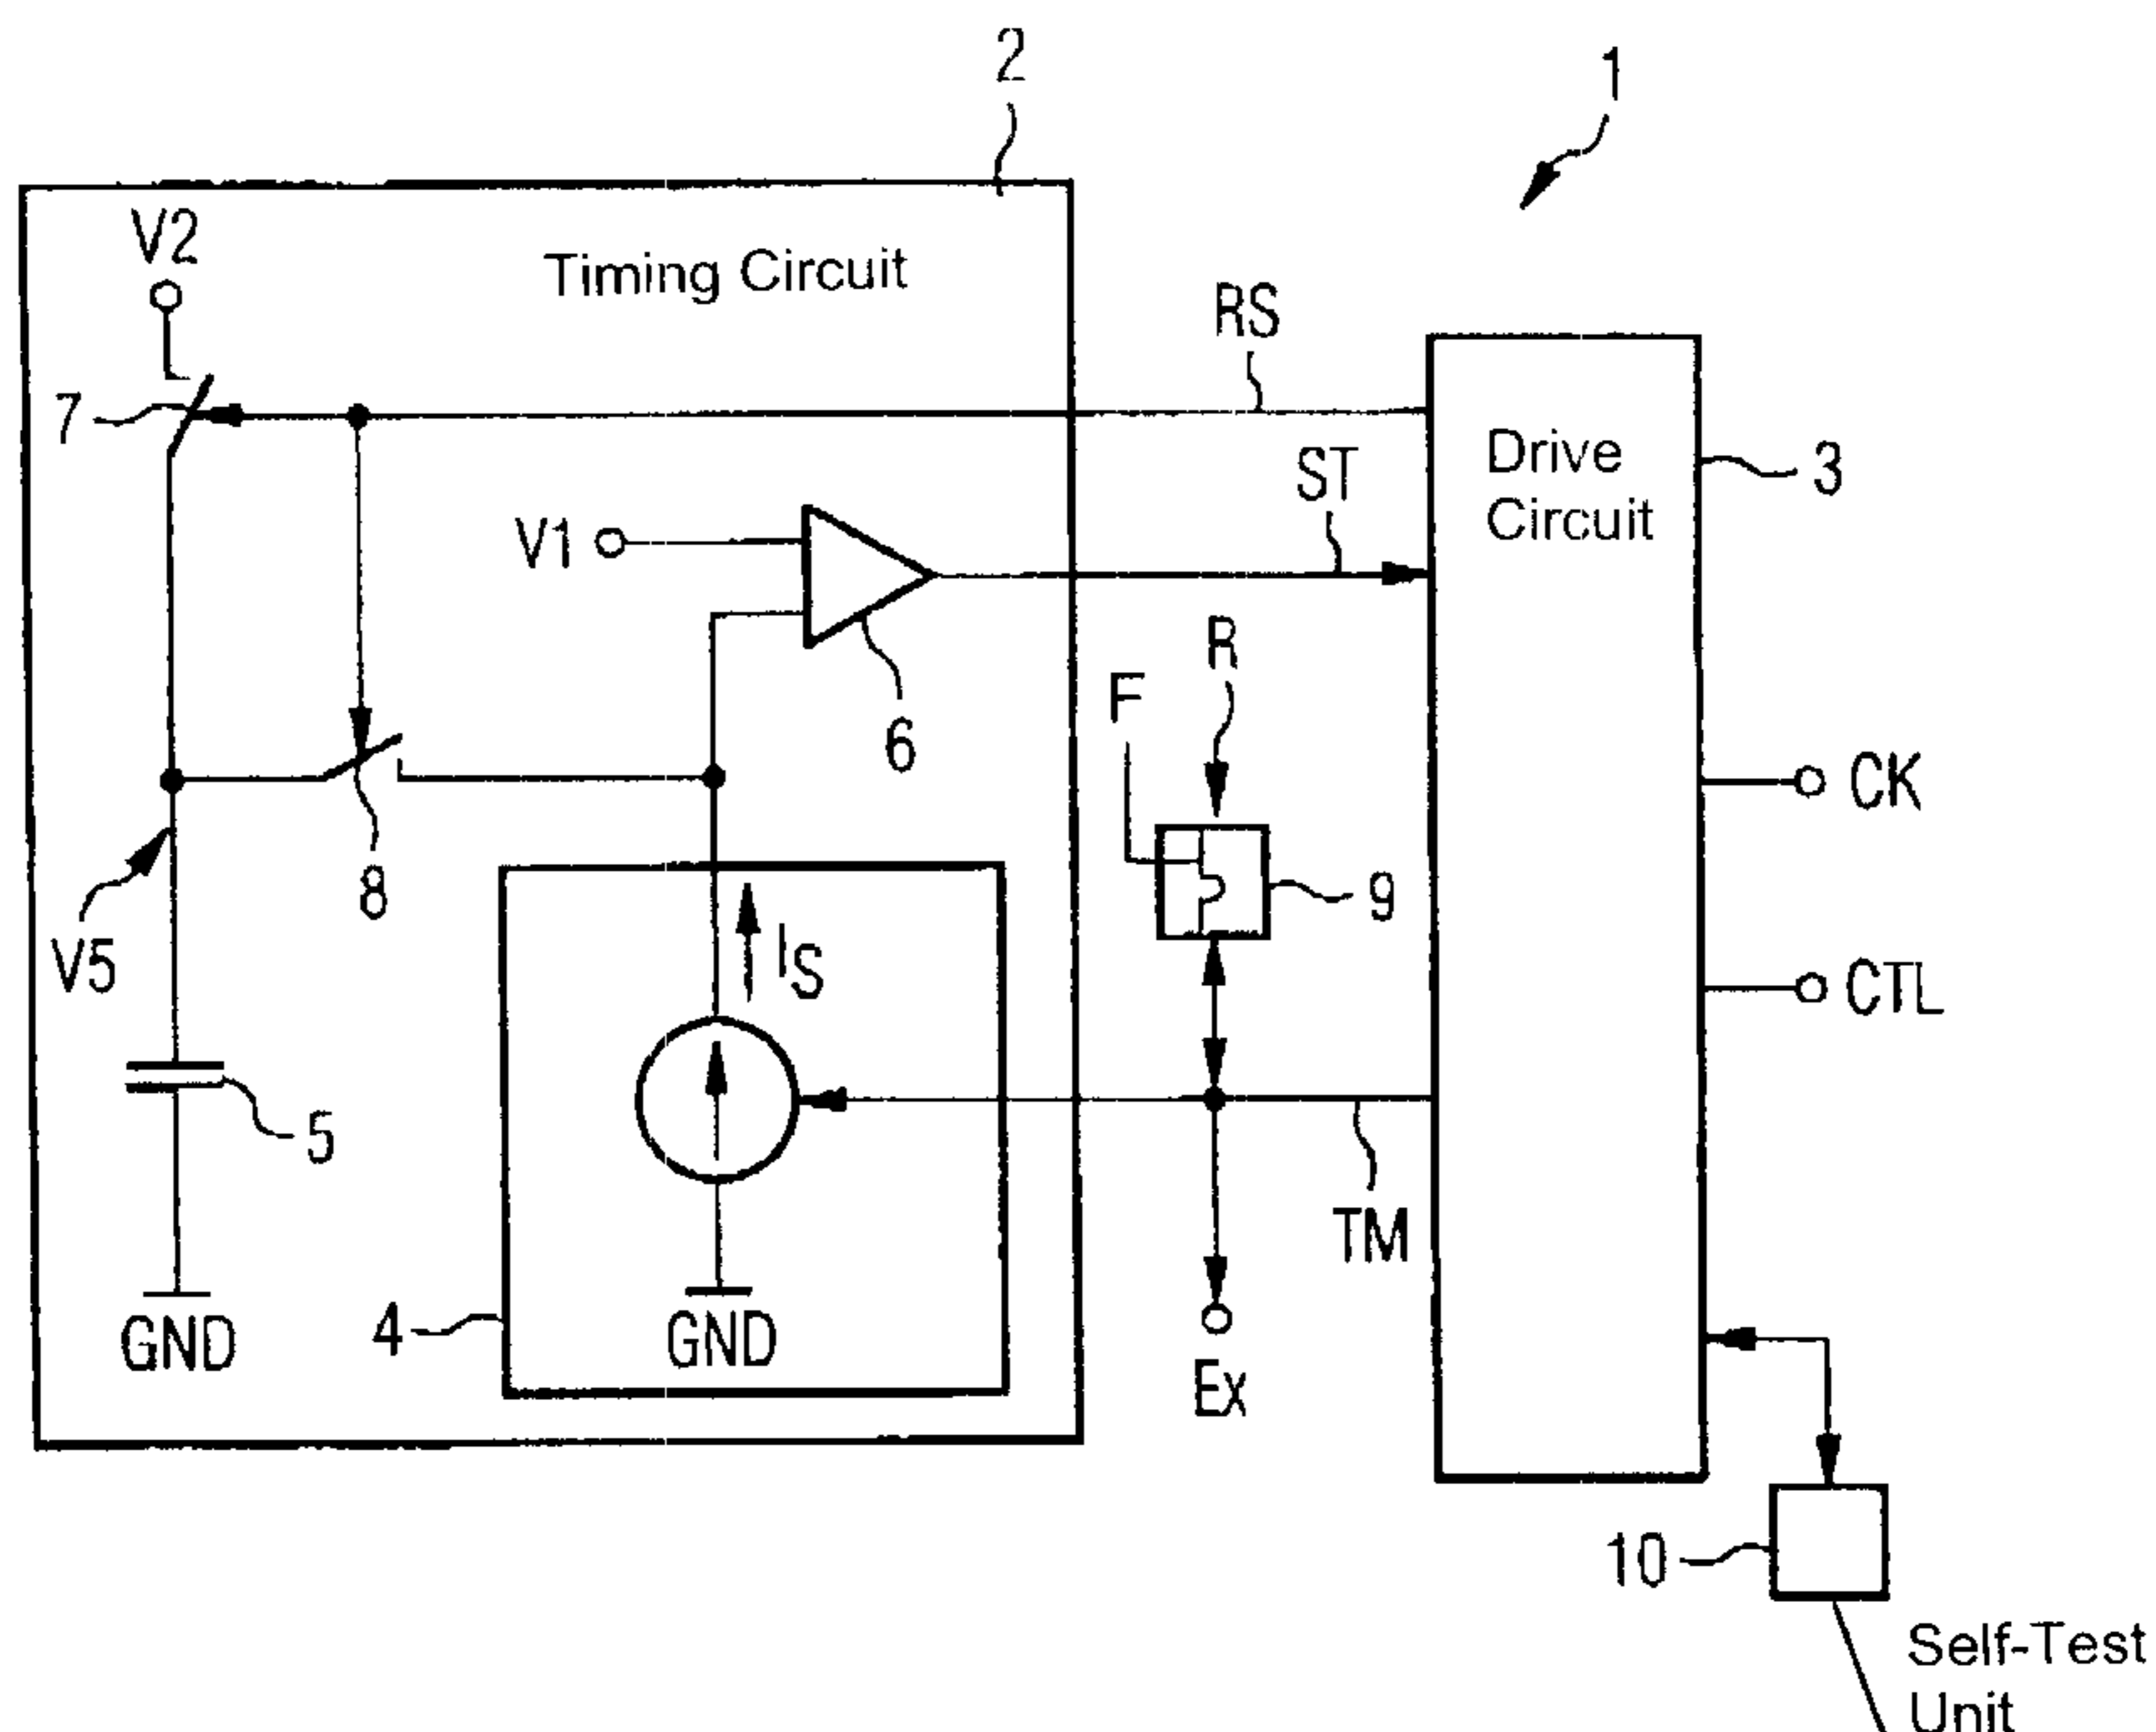 2
1
V2
Timing Circuit
RS
7
Drive
Circuit
3
ST
V1
R
F
6
CK
8
9
V5
IS
CTL
5
TM
4
GND
GND
Ex
10
Self-Test
Unit